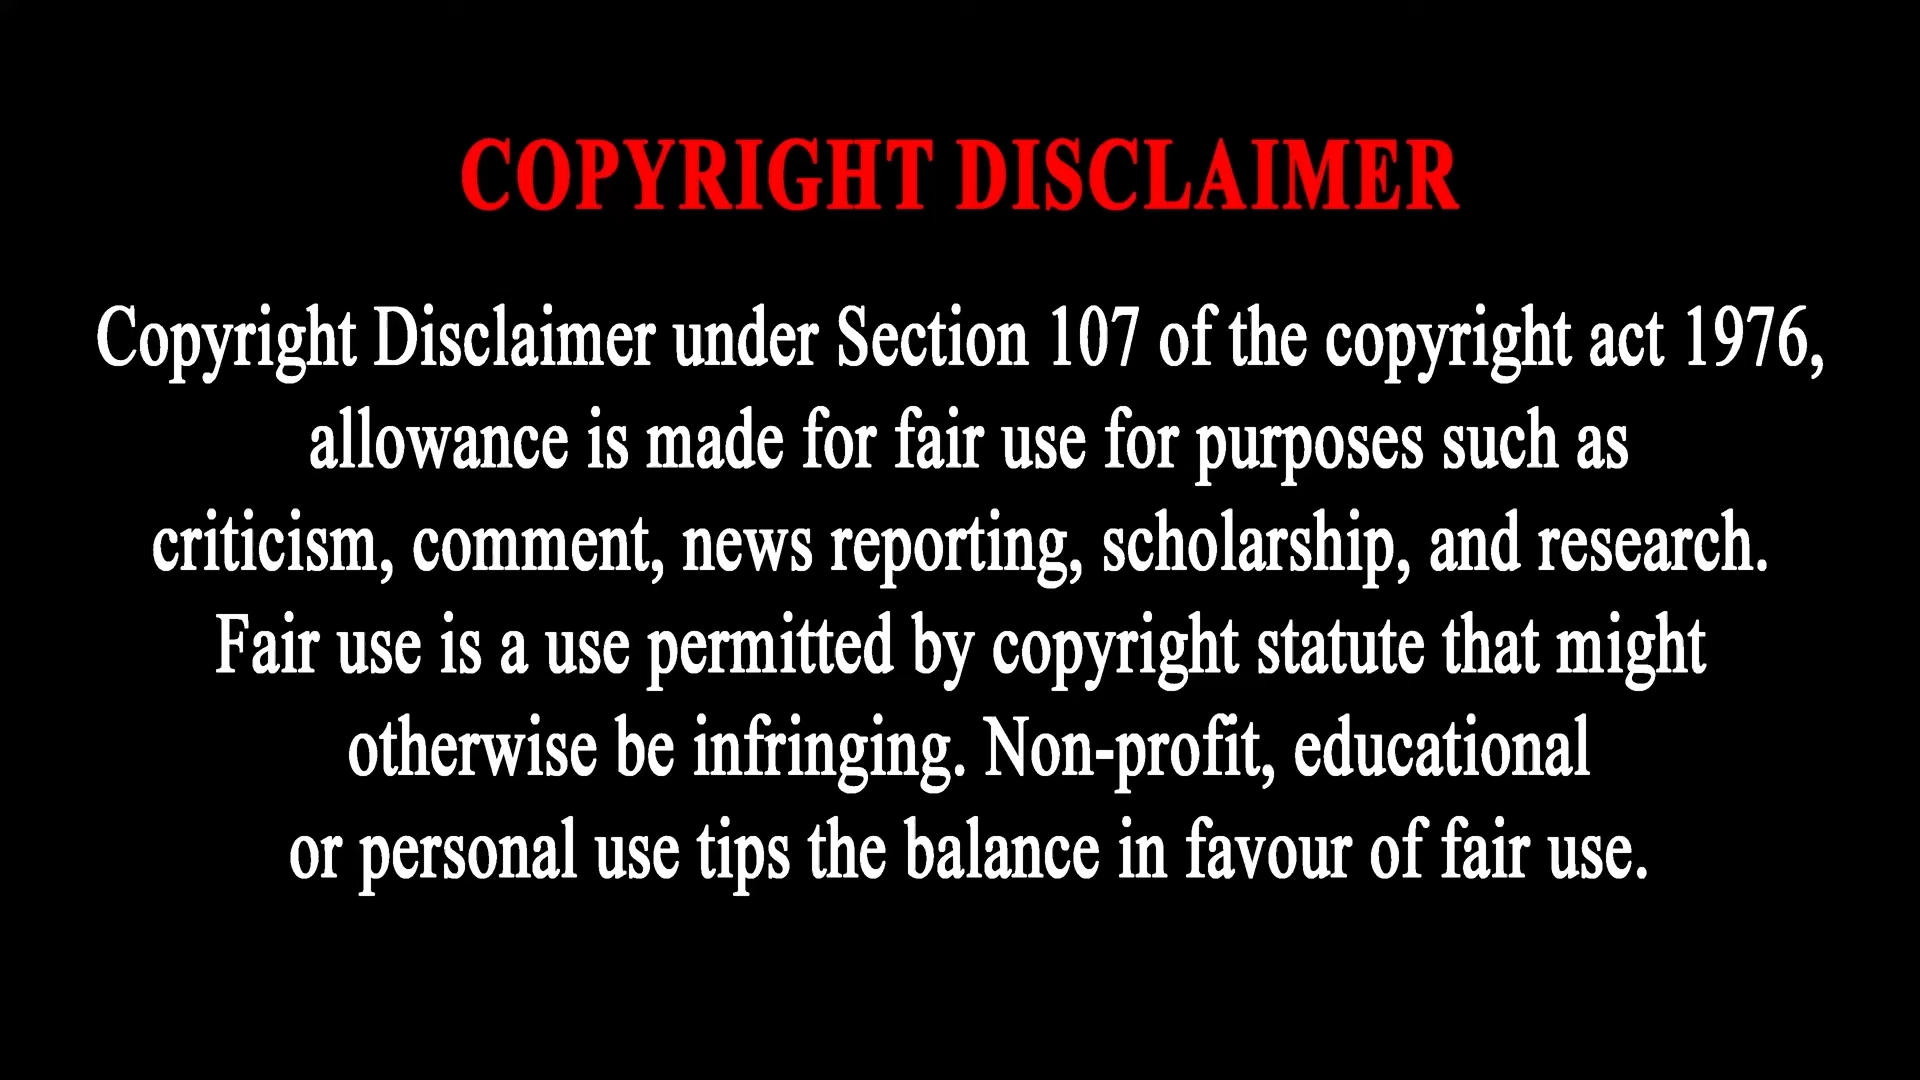 COPYRIGHT DISCLAIMER
Copyright Disclaimer under Section 107 of the copyright act 1976,
allowance is made for fair use for purposes such as
criticism, comment, news reporting, scholarship, and research.
Fair use is a use permitted by copyright statute that might
otherwise be infringing. Non-profit, educational
or personal use tips the balance in favour of fair use.